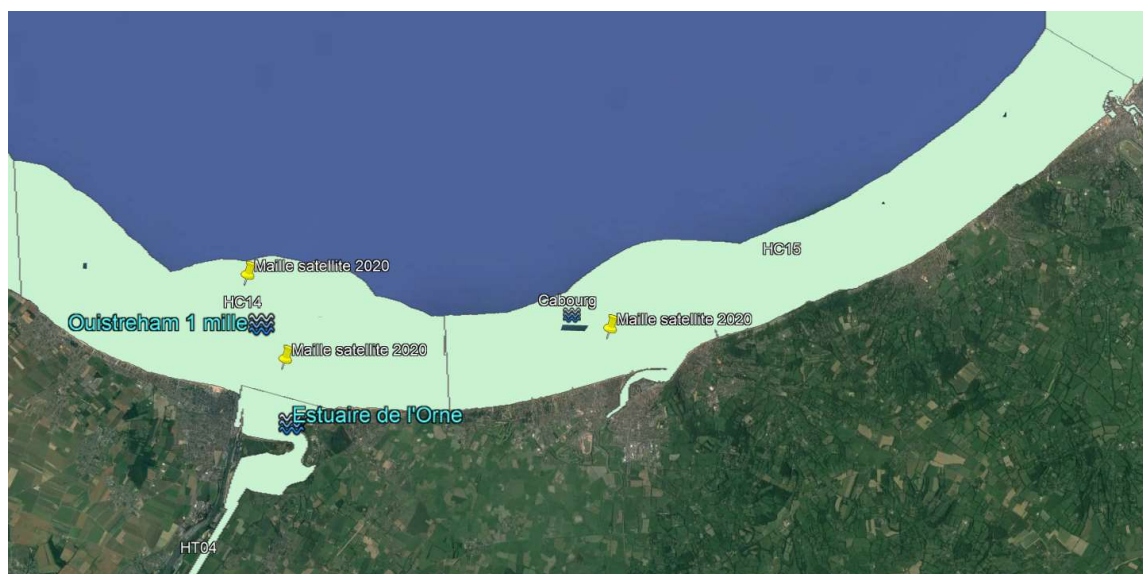 HC15
Maille satellite 2020
HC14
Cabourg
Ouistreham 1 mille
Maille satellite 2020
Maille satellite 2020
Estuaire de l'Orne
HT04